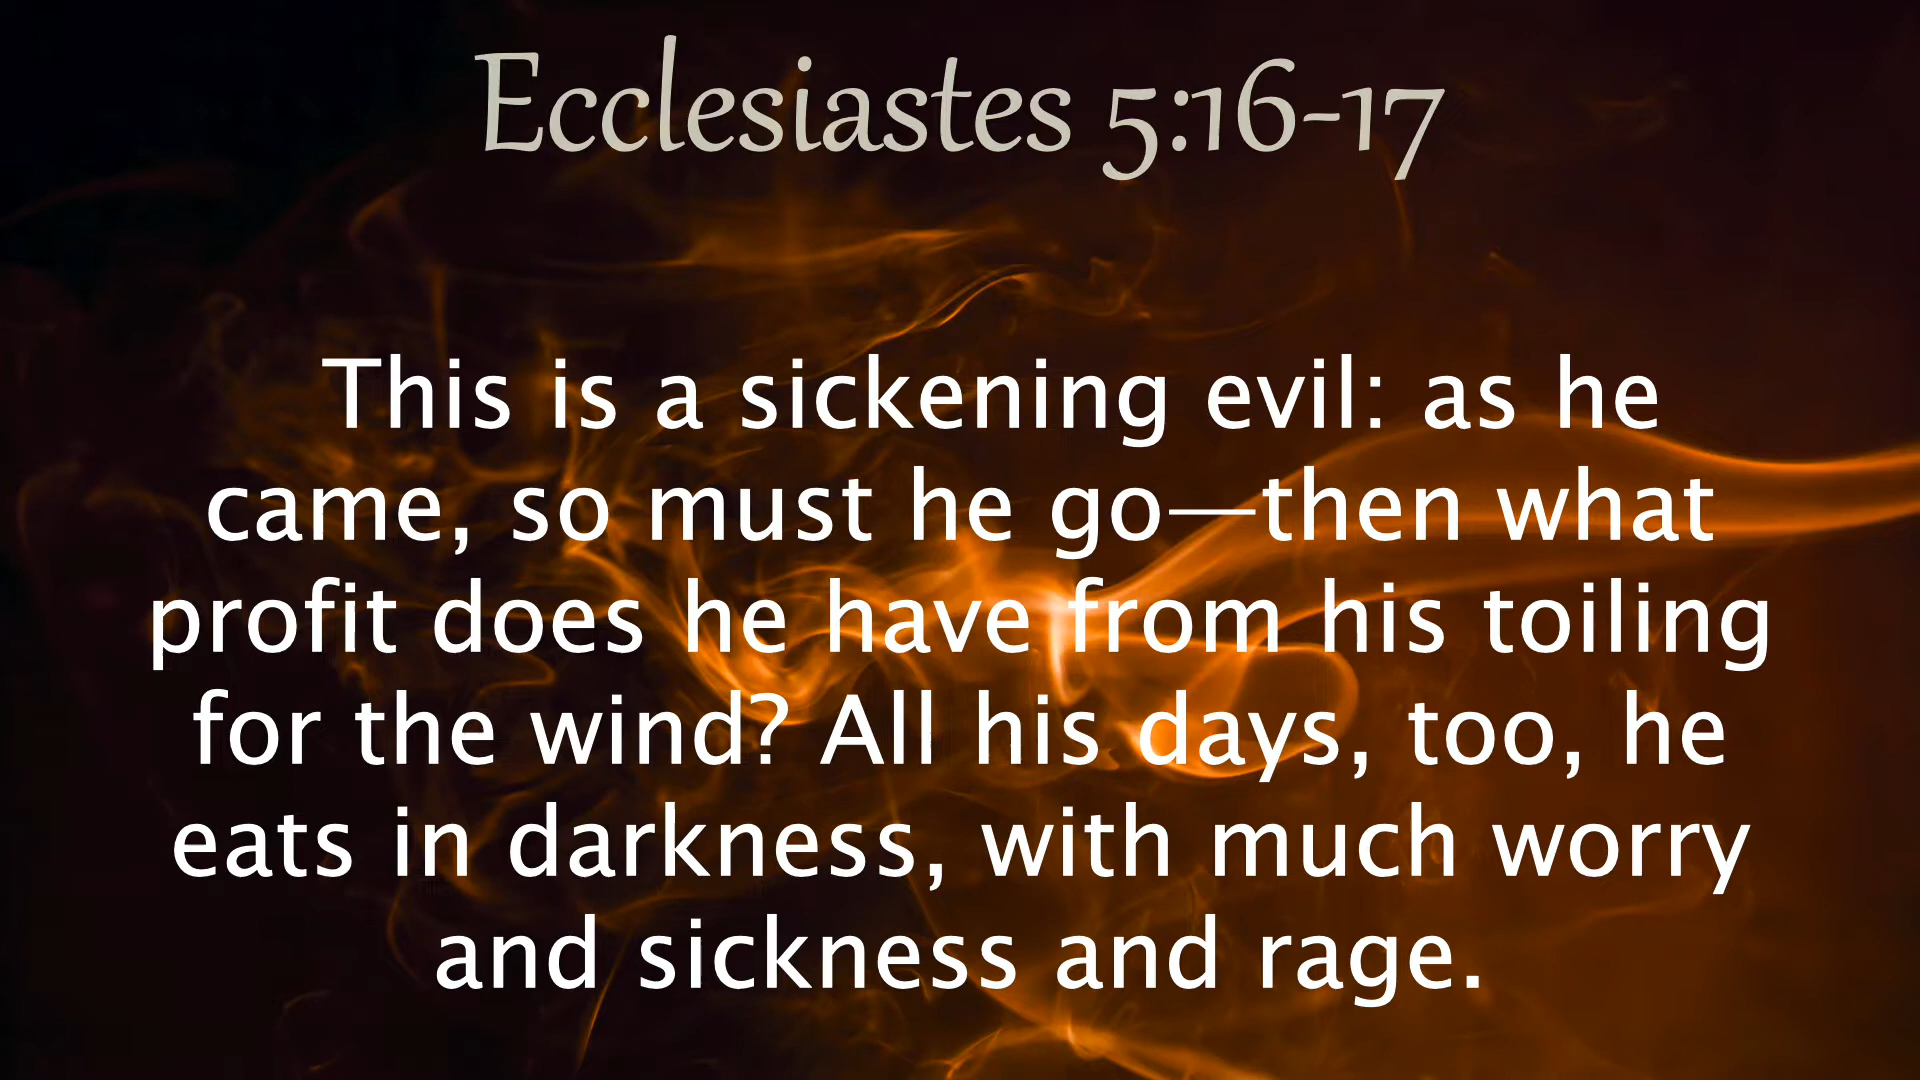 Ecclesiastes 5:16-17
This is a sickening evil: as he
came, so must he go—then what
profit does he have from his toiling
for the wind? All his days, too, he
eats in darkness, with much worry
and sickness and rage.